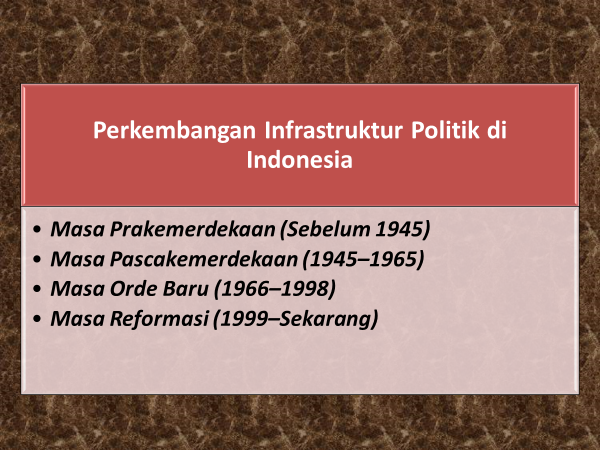 Perkembangan Infrastruktur Politik di
Indonesia
• Masa Prakemerdekaan (Sebelum 1945)
• Masa Pascakemerdekaan (1945–1965)
• Masa Orde Baru (1966–1998)
• Masa Reformasi (1999–Sekarang)